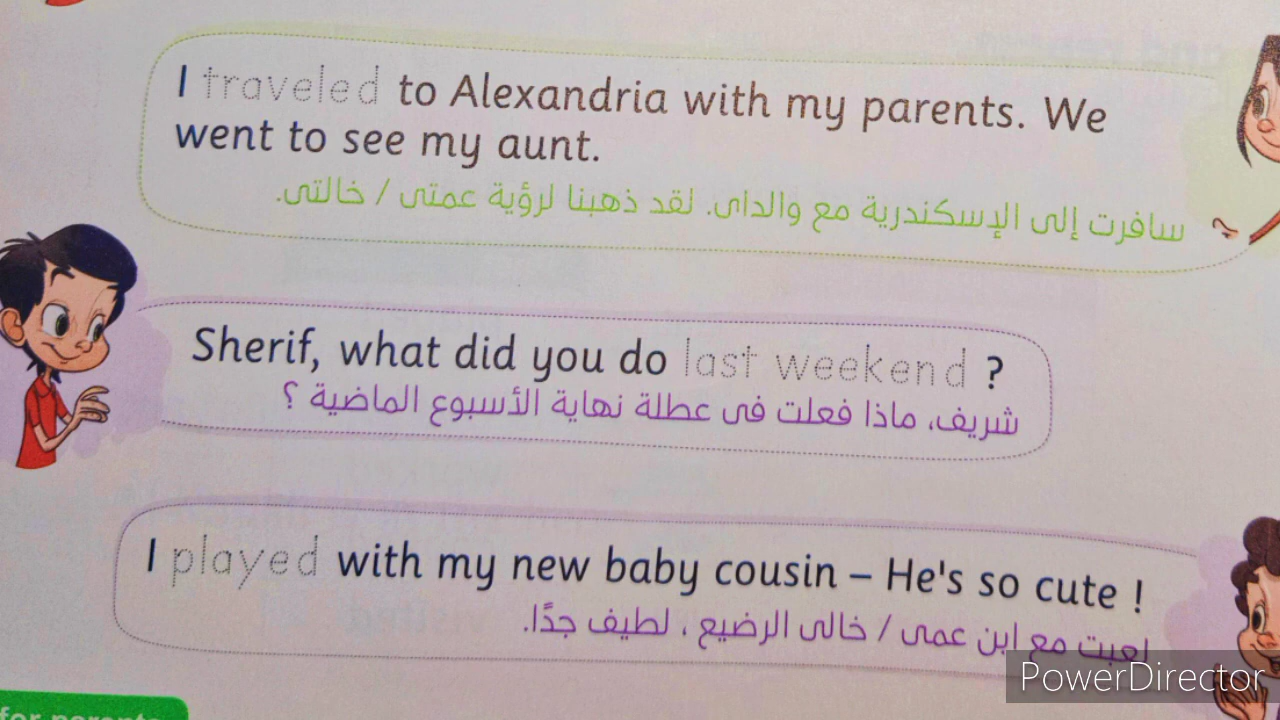 I traveled to Alexandria with my parents. We
went to see my aunt.
سافرت إلى الإسكندرية مع والداى. لقد ذهبنا لرؤية عمتى / خالتى.
Sherif, what did you do last weekend ?
شريف، ماذا فعلت فى عطلة نهاية الأسبوع الماضية ؟
I played with my new baby cousin – He's so cute !
لعبت مع ابن عمى / خالى الرضيع ، لطيف جدًا.
PowerDirector
for parents